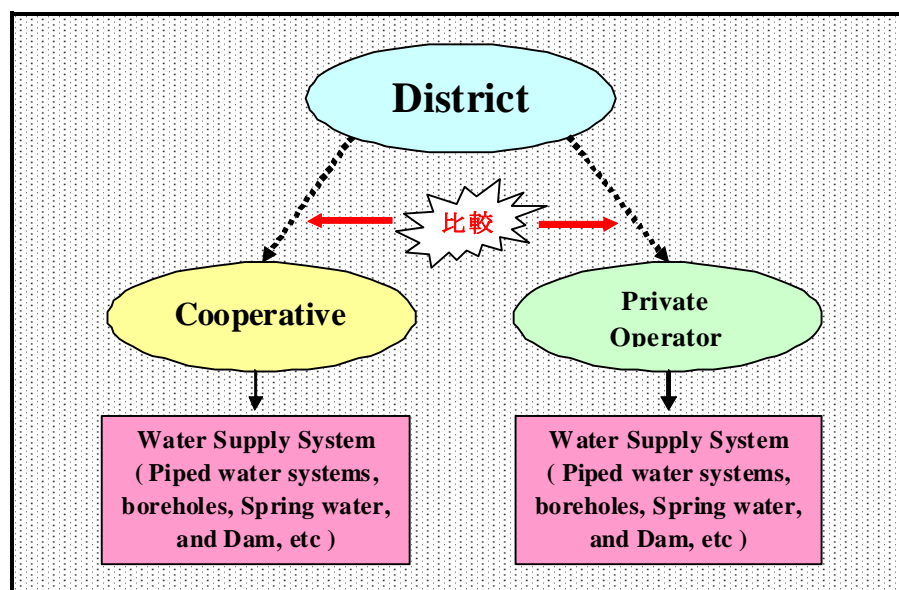 District
比較
Cooperative
Private
Operator
Water Supply System
( Piped water systems,
boreholes, Spring water,
and Dam, etc )
Water Supply System
( Piped water systems,
boreholes, Spring water,
and Dam, etc )